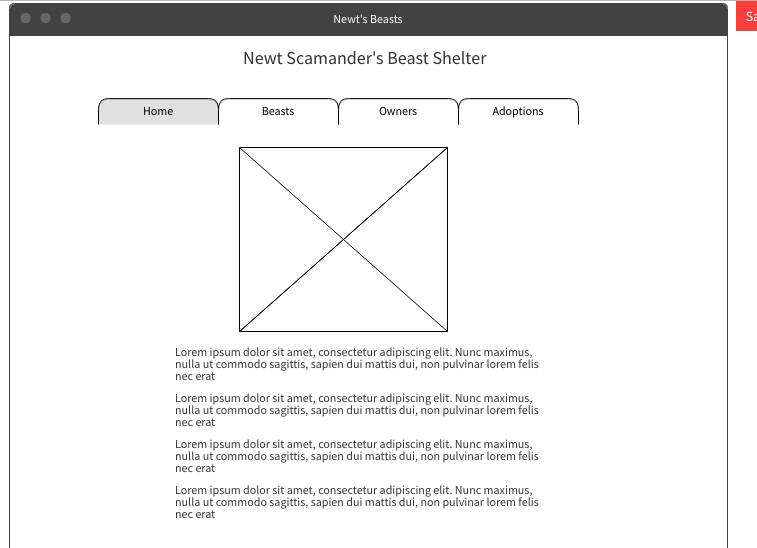 Newt's Beasts
Newt Scamander's Beast Shelter
Home Beasts Owners Adoptions
Lorem ipsum dolor sit amet, consectetur adipiscing elit. Nunc maximus,
nulla ut commodo sagittis, sapien dui mattis dui, non pulvinar lorem felis
nec erat
Lorem ipsum dolor sit amet, consectetur adipiscing elit. Nunc maximus,
nulla ut commodo sagittis, sapien dui mattis dui, non pulvinar lorem felis
nec erat
Lorem ipsum dolor sit amet, consectetur adipiscing elit. Nunc maximus,
nulla ut commodo sagittis, sapien dui mattis dui, non pulvinar lorem felis
nec erat
Lorem ipsum dolor sit amet, consectetur adipiscing elit. Nunc maximus,
nulla ut commodo sagittis, sapien dui mattis dui, non pulvinar lorem felis
nec erat